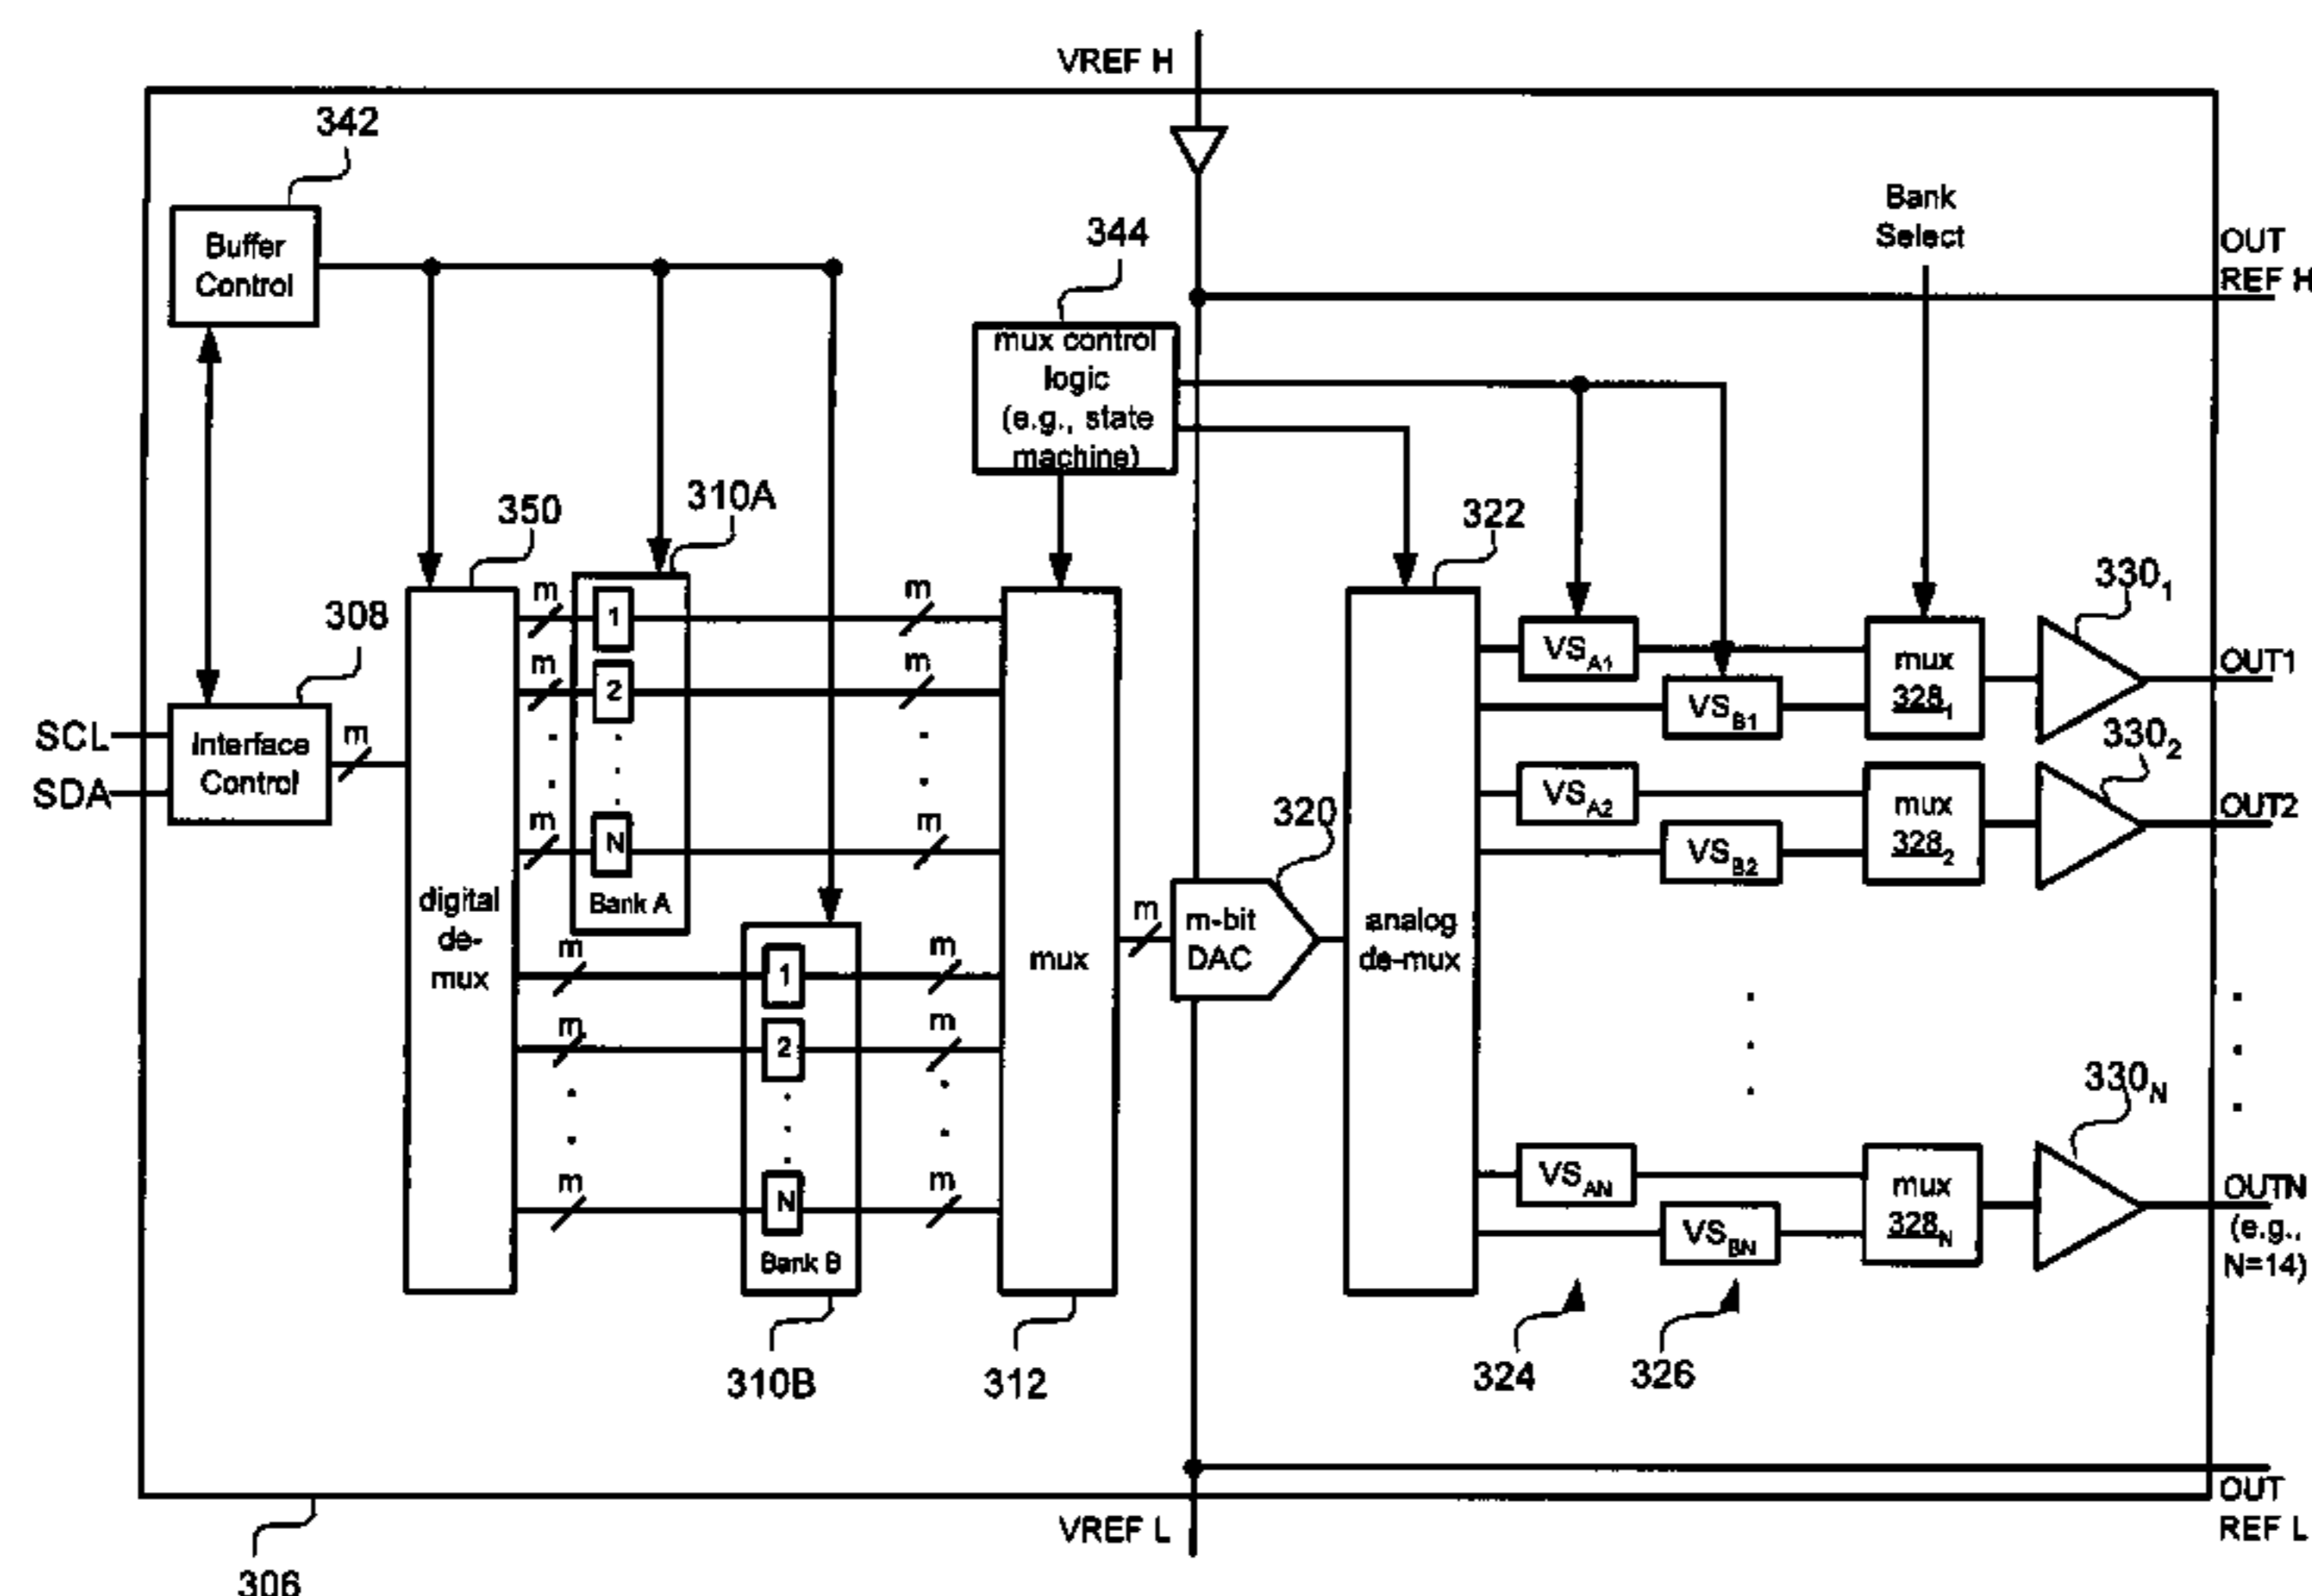 VREF H
342
Buffer
Control
344
Bank
Select
OUT
REF H
mux control
logic
(e.g., state
machine)
350
310A
322
330₁
308
m
1
m
m
2
m
VS_A1
mux
328₁
OUT1
SCL
Interface
Control
m
VS_B1
330₂
SDA
m
N
m
320
VS_A2
mux
328₂
OUT2
VS_B2
digital
de-
mux
Bank A
m
1
m
mux
m
m-bit
DAC
analog
de-mux
m
2
m
330_N
m
N
m
VS_AN
mux
328_N
OUTN
(e.g.,
N=14)
VS_BN
Bank B
310B
312
324
326
OUT
REF L
VREF L
306